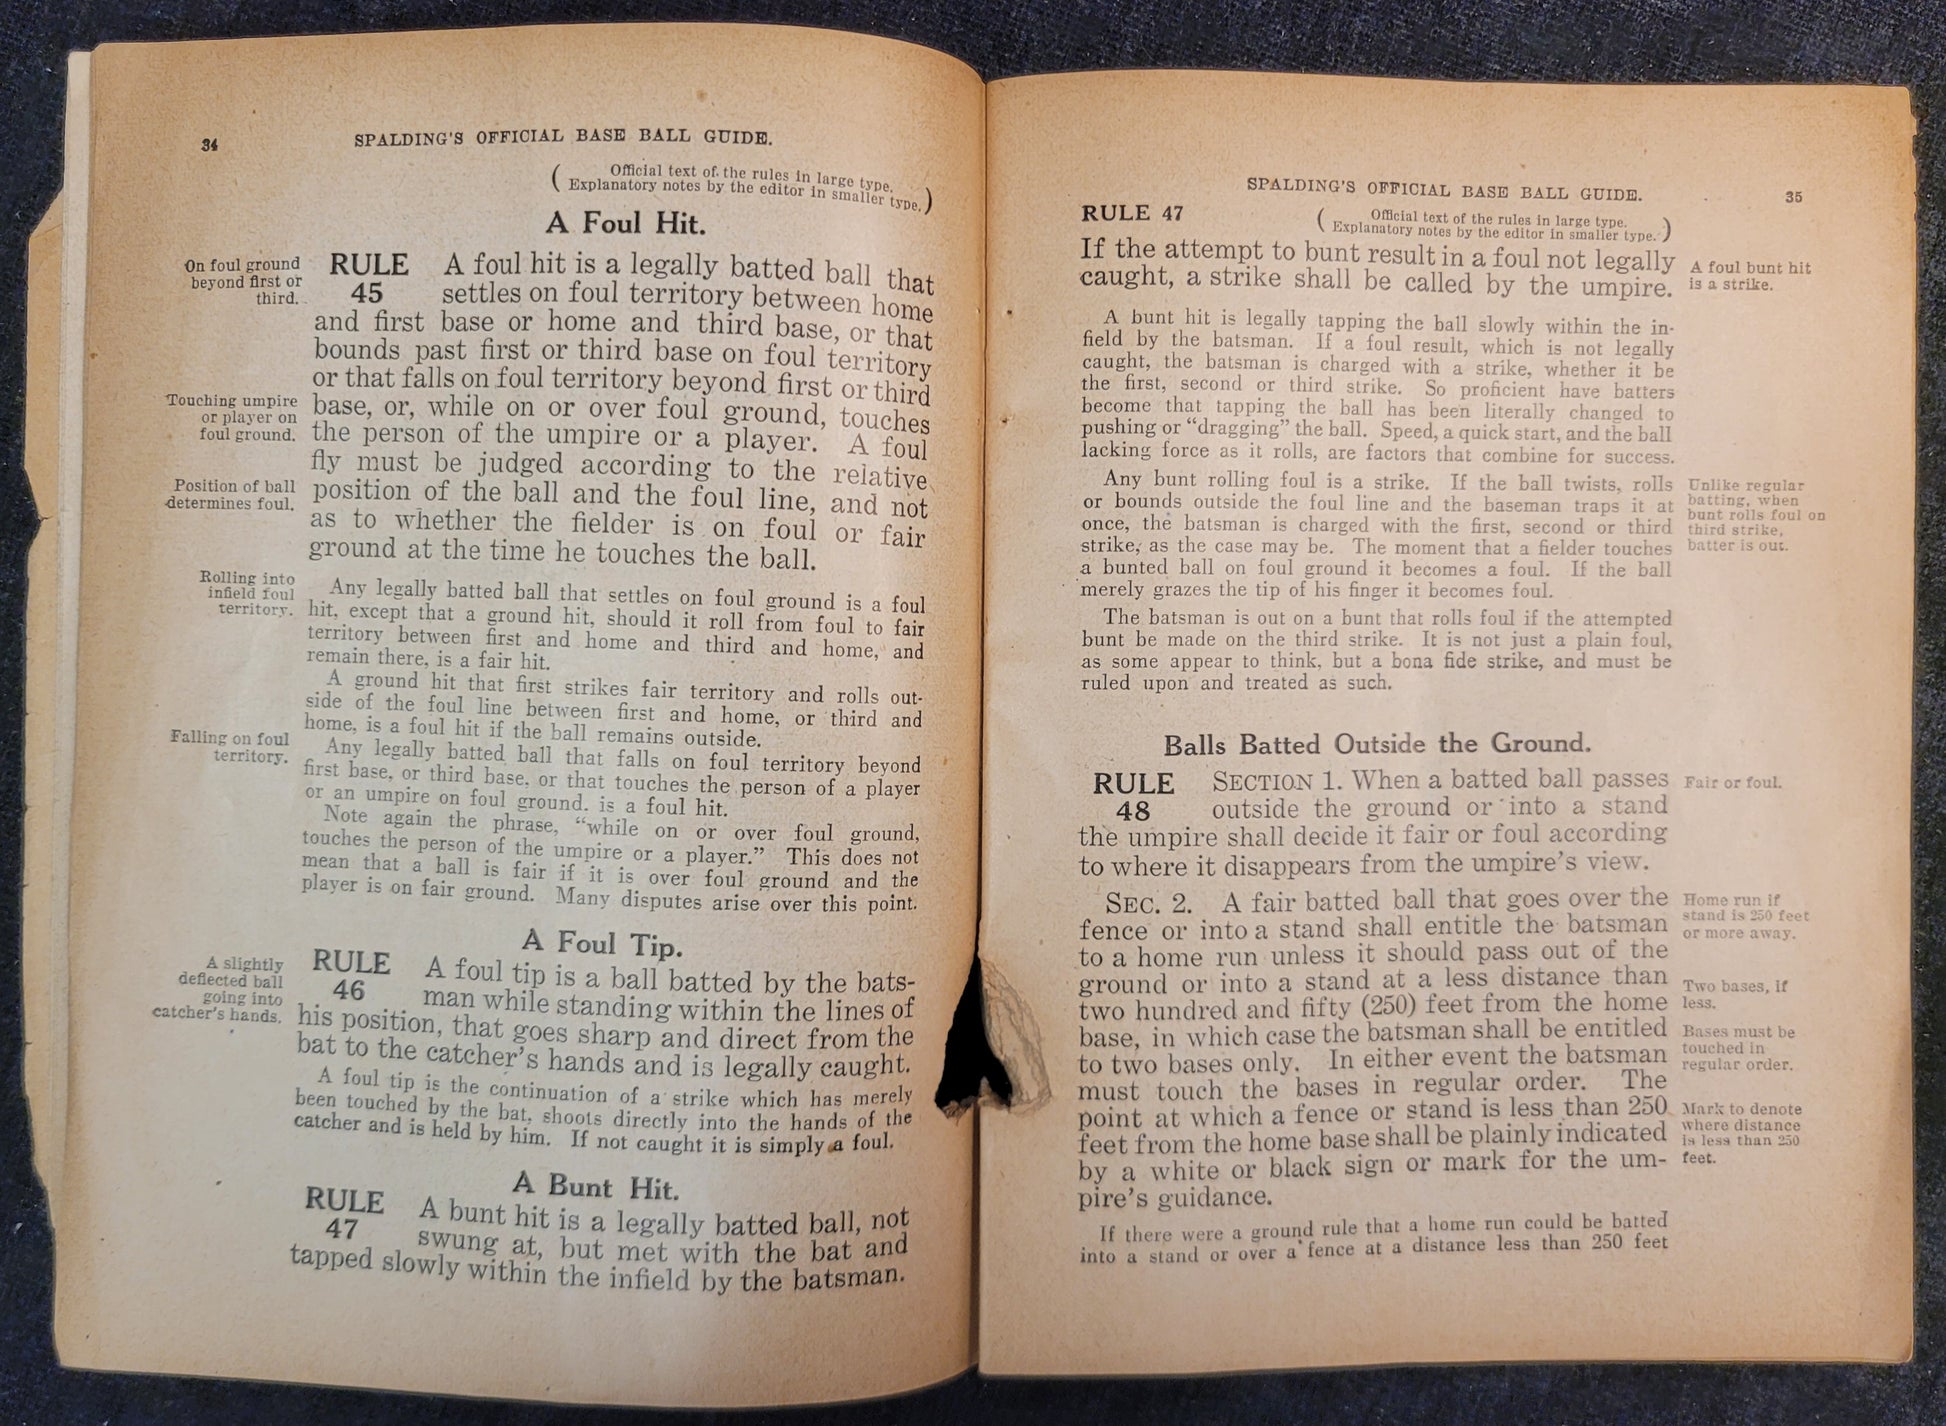 34
SPALDING'S OFFICIAL BASE BALL GUIDE.
( Official text of the rules in large type.
Explanatory notes by the editor in smaller type. )
A Foul Hit.
On foul ground
beyond first or
third.
RULE 45
A foul hit is a legally batted ball that
settles on foul territory between home
and first base or home and third base, or that
bounds past first or third base on foul territory
or that falls on foul territory beyond first or third
Touching umpire
or player on
foul ground.
base, or, while on or over foul ground, touches
the person of the umpire or a player. A foul
fly must be judged according to the relative
Position of ball
determines foul.
position of the ball and the foul line, and not
as to whether the fielder is on foul or fair
ground at the time he touches the ball.
Rolling into
infield foul
territory.
Any legally batted ball that settles on foul ground is a foul
hit, except that a ground hit, should it roll from foul to fair
territory between first and home and third and home, and
remain there, is a fair hit.
A ground hit that first strikes fair territory and rolls out-
side of the foul line between first and home, or third and
home, is a foul hit if the ball remains outside.
Falling on foul
territory.
Any legally batted ball that falls on foul territory beyond
first base, or third base, or that touches the person of a player
or an umpire on foul ground, is a foul hit.
Note again the phrase, “while on or over foul ground,
touches the person of the umpire or a player.” This does not
mean that a ball is fair if it is over foul ground and the
player is on fair ground. Many disputes arise over this point.
A Foul Tip.
A slightly
deflected ball
going into
catcher's hands.
RULE 46
A foul tip is a ball batted by the bats-
man while standing within the lines of
his position, that goes sharp and direct from the
bat to the catcher's hands and is legally caught.
A foul tip is the continuation of a strike which has merely
been touched by the bat, shoots directly into the hands of the
catcher and is held by him. If not caught it is simply a foul.
A Bunt Hit.
RULE 47
A bunt hit is a legally batted ball, not
swung at, but met with the bat and
tapped slowly within the infield by the batsman.
SPALDING'S OFFICIAL BASE BALL GUIDE.
35
RULE 47
( Official text of the rules in large type.
Explanatory notes by the editor in smaller type. )
If the attempt to bunt result in a foul not legally
caught, a strike shall be called by the umpire.
A foul bunt hit
is a strike.
A bunt hit is legally tapping the ball slowly within the in-
field by the batsman. If a foul result, which is not legally
caught, the batsman is charged with a strike, whether it be
the first, second or third strike. So proficient have batters
become that tapping the ball has been literally changed to
pushing or “dragging” the ball. Speed, a quick start, and the ball
lacking force as it rolls, are factors that combine for success.
Any bunt rolling foul is a strike. If the ball twists, rolls
or bounds outside the foul line and the baseman traps it at
once, the batsman is charged with the first, second or third
strike, as the case may be. The moment that a fielder touches
a bunted ball on foul ground it becomes a foul. If the ball
merely grazes the tip of his finger it becomes foul.
Unlike regular
batting, when
bunt rolls foul on
third strike,
batter is out.
The batsman is out on a bunt that rolls foul if the attempted
bunt be made on the third strike. It is not just a plain foul,
as some appear to think, but a bona fide strike, and must be
ruled upon and treated as such.
Balls Batted Outside the Ground.
RULE 48
SECTION 1. When a batted ball passes
outside the ground or into a stand
the umpire shall decide it fair or foul according
to where it disappears from the umpire's view.
Fair or foul.
SEC. 2. A fair batted ball that goes over the
fence or into a stand shall entitle the batsman
to a home run unless it should pass out of the
ground or into a stand at a less distance than
two hundred and fifty (250) feet from the home
base, in which case the batsman shall be entitled
to two bases only. In either event the batsman
must touch the bases in regular order. The
point at which a fence or stand is less than 250
feet from the home base shall be plainly indicated
by a white or black sign or mark for the um-
pire's guidance.
Home run if
stand is 250 feet
or more away.
Two bases, if
less.
Bases must be
touched in
regular order.
Mark to denote
where distance
is less than 250
feet.
If there were a ground rule that a home run could be batted
into a stand or over a fence at a distance less than 250 feet